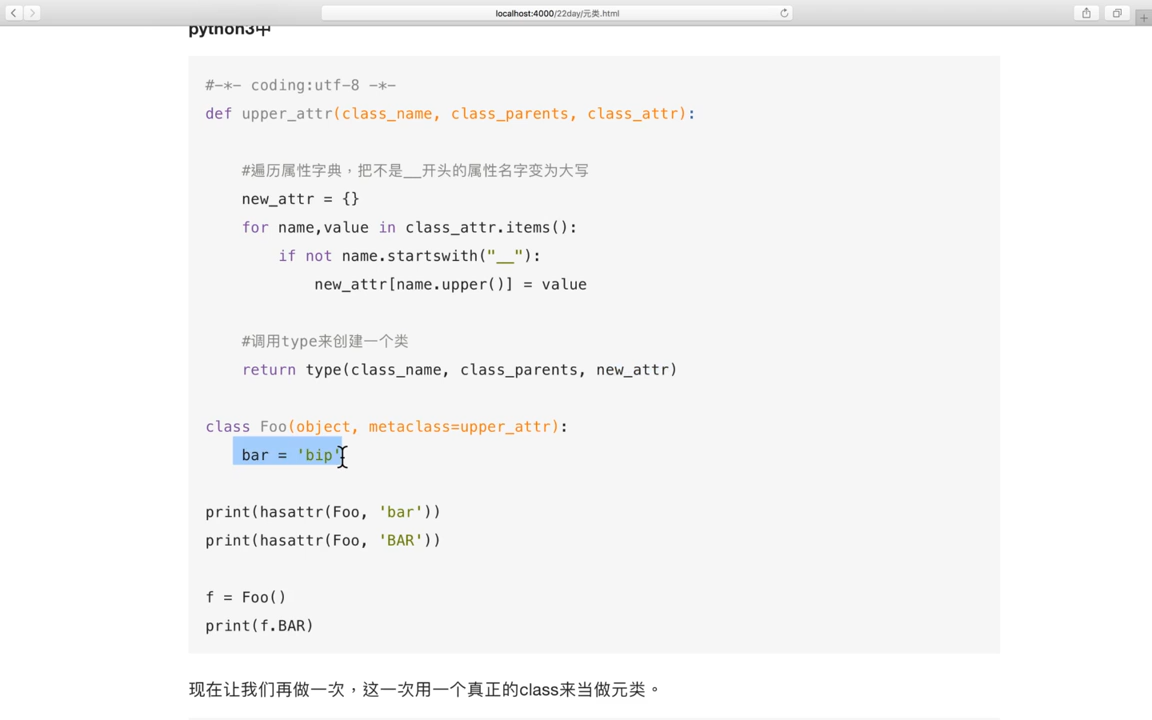 localhost:4000/22day/元类.html
python3中
#-*- coding:utf-8 -*-
def upper_attr(class_name, class_parents, class_attr):
#遍历属性字典，把不是__开头的属性名字变为大写
new_attr = {}
for name,value in class_attr.items():
if not name.startswith("__"):
new_attr[name.upper()] = value
#调用type来创建一个类
return type(class_name, class_parents, new_attr)
class Foo(object, metaclass=upper_attr):
bar = 'bip'
print(hasattr(Foo, 'bar'))
print(hasattr(Foo, 'BAR'))
f = Foo()
print(f.BAR)
现在让我们再做一次，这一次用一个真正的class来当做元类。